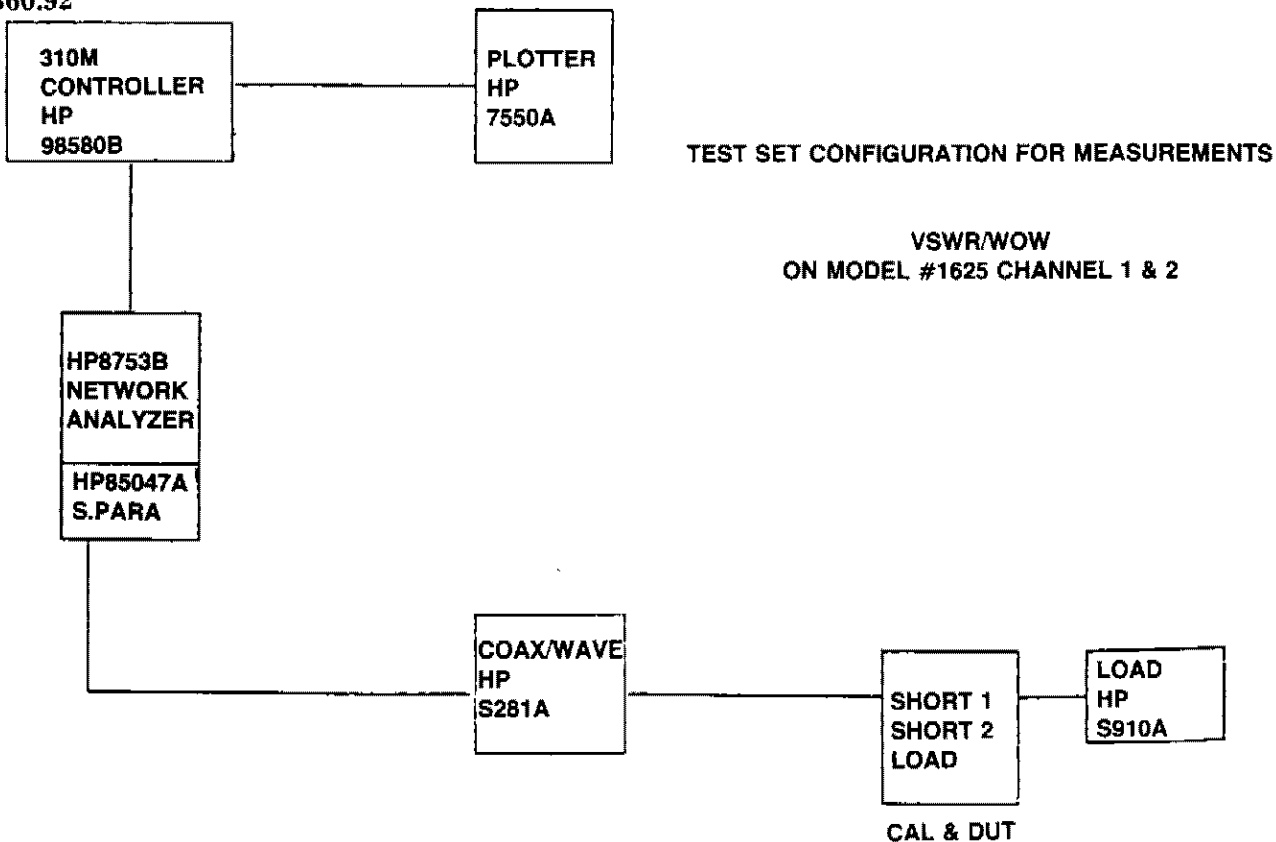 310M
CONTROLLER
HP
98580B
PLOTTER
HP
7550A
TEST SET CONFIGURATION FOR MEASUREMENTS
VSWR/WOW
ON MODEL #1625 CHANNEL 1 & 2
HP8753B
NETWORK
ANALYZER
HP85047A
S.PARA
COAX/WAVE
HP
S281A
SHORT 1
SHORT 2
LOAD
LOAD
HP
S910A
CAL & DUT